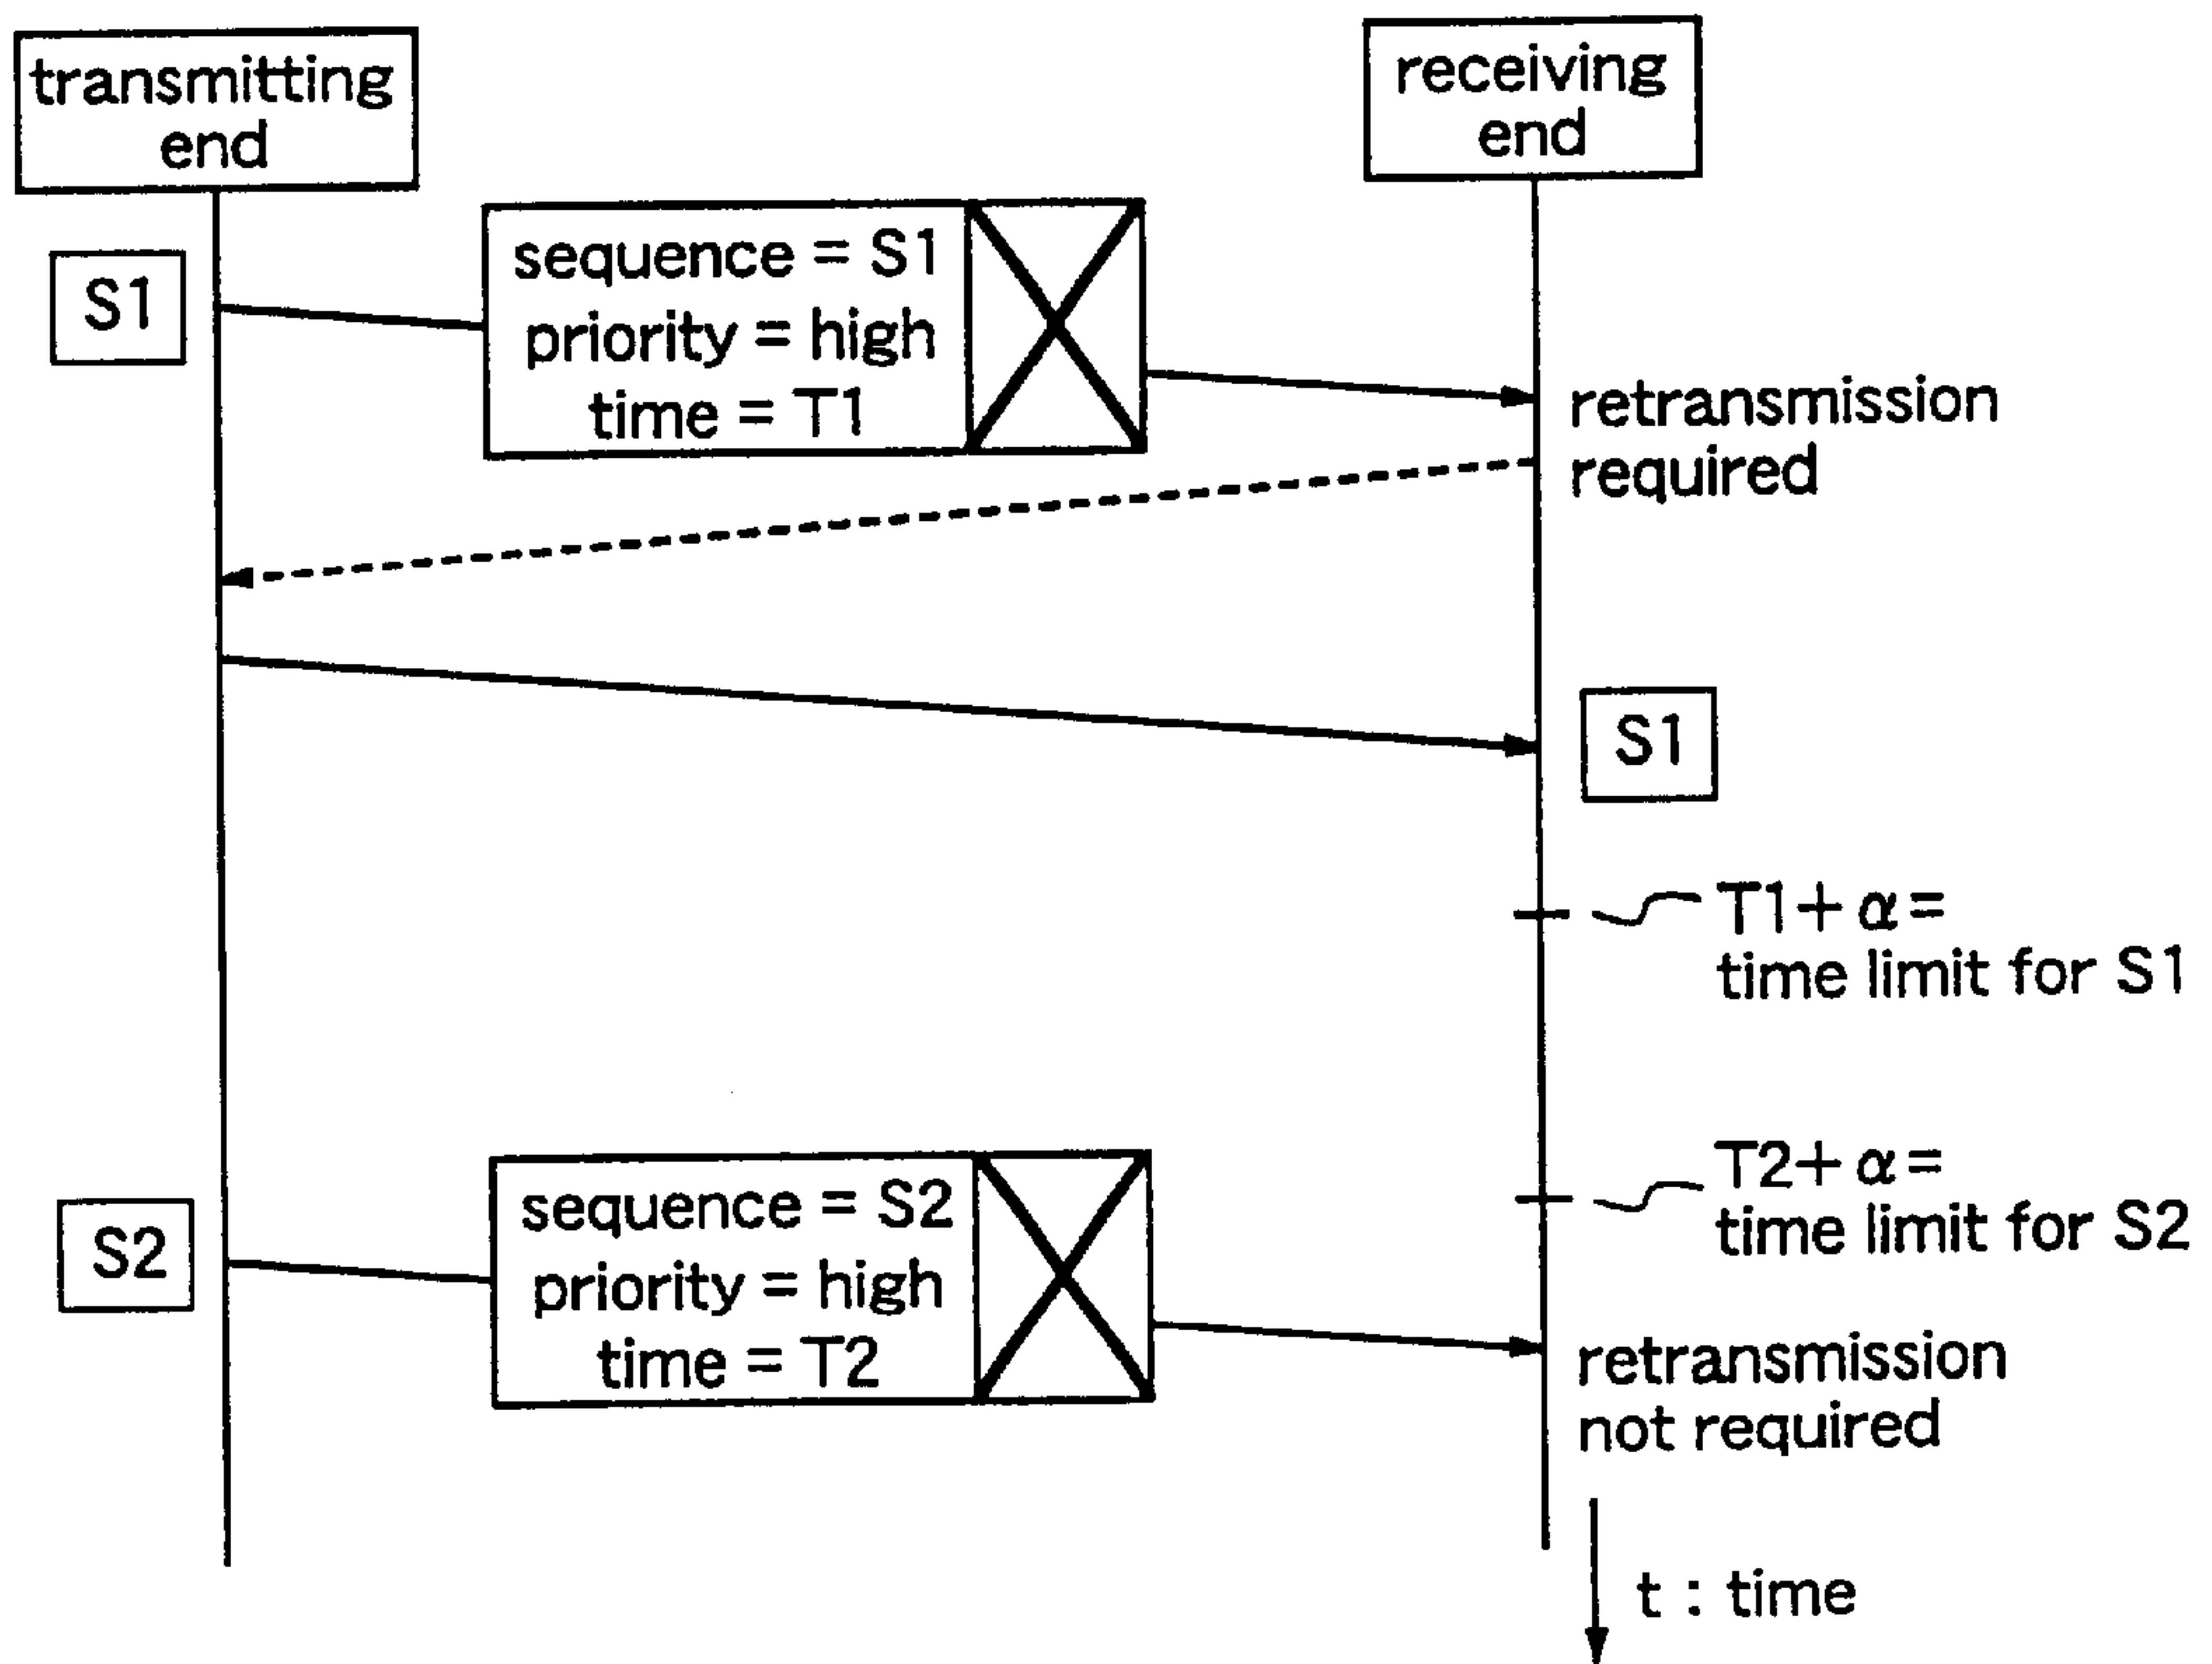 transmitting
end
receiving
end
S1
sequence = S1
priority = high
time = T1
retransmission
required
S1
T1+α=
time limit for S1
T2+α=
time limit for S2
S2
sequence = S2
priority = high
time = T2
retransmission
not required
t : time